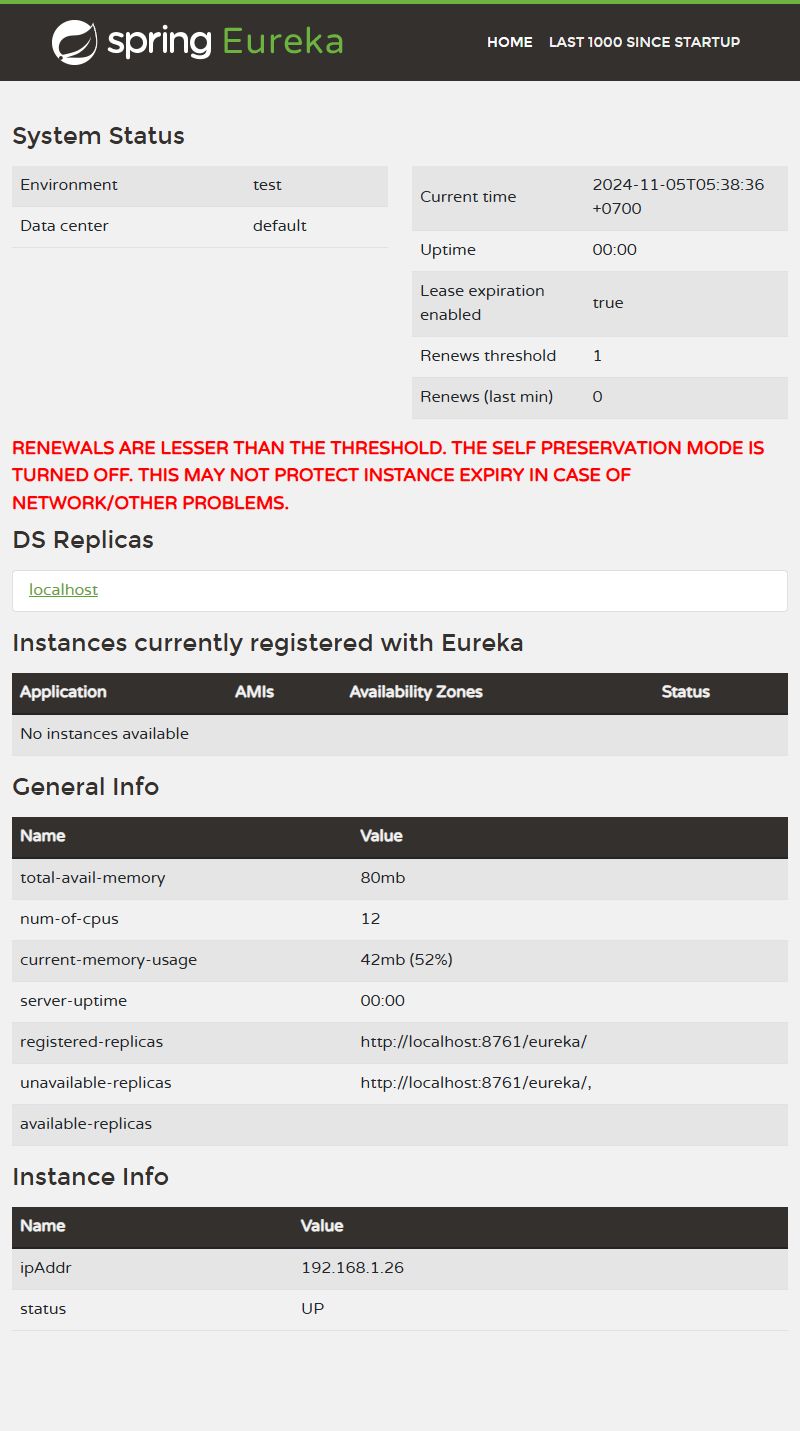 spring Eureka
HOME LAST 1000 SINCE STARTUP
System Status
Environment test
Data center default
Current time 2024-11-05T05:38:36 +0700
Uptime 00:00
Lease expiration enabled true
Renews threshold 1
Renews (last min) 0
RENEWALS ARE LESSER THAN THE THRESHOLD. THE SELF PRESERVATION MODE IS
TURNED OFF. THIS MAY NOT PROTECT INSTANCE EXPIRY IN CASE OF
NETWORK/OTHER PROBLEMS.
DS Replicas
localhost
Instances currently registered with Eureka
Application AMIs Availability Zones Status
No instances available
General Info
Name Value
total-avail-memory 80mb
num-of-cpus 12
current-memory-usage 42mb (52%)
server-uptime 00:00
registered-replicas http://localhost:8761/eureka/
unavailable-replicas http://localhost:8761/eureka/,
available-replicas
Instance Info
Name Value
ipAddr 192.168.1.26
status UP